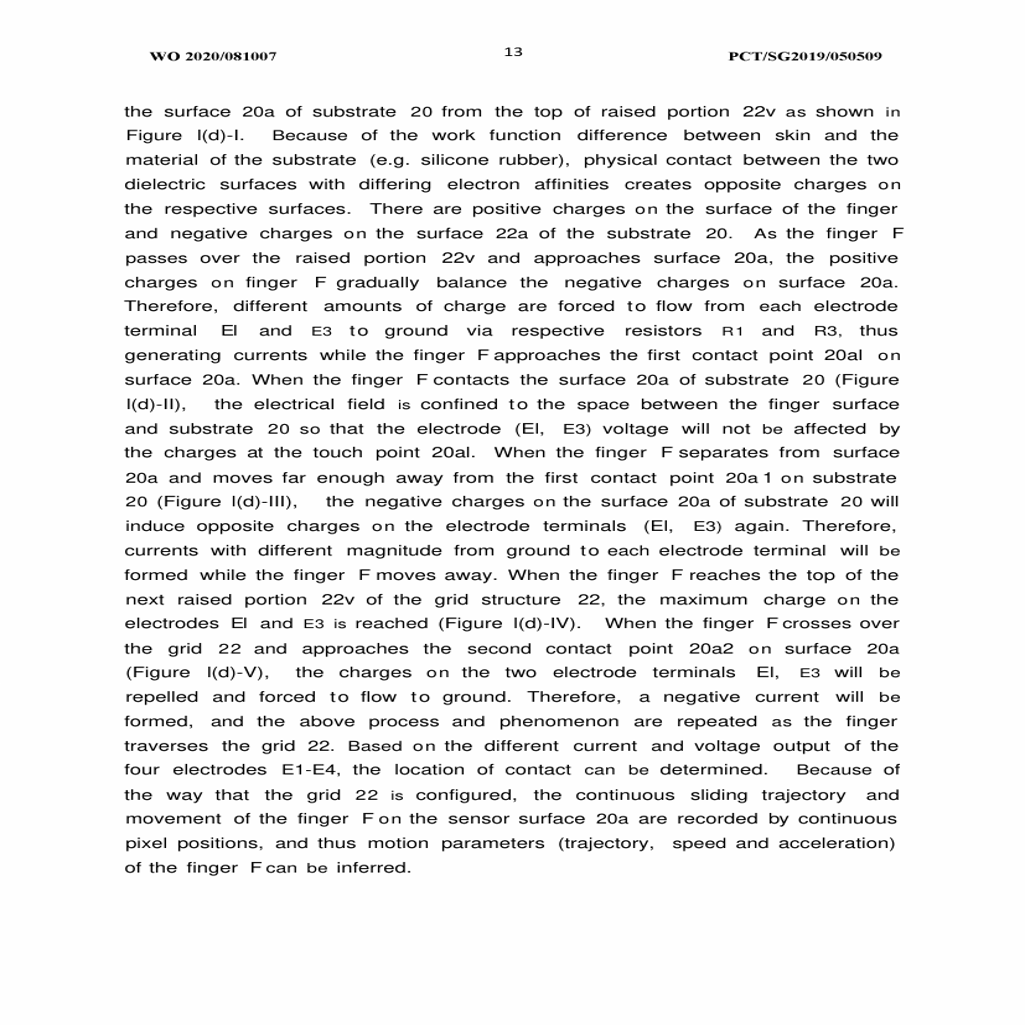 WO 2020/081007 13 PCT/SG2019/050509
the surface 20a of substrate 20 from the top of raised portion 22v as shown in
Figure I(d)-I. Because of the work function difference between skin and the
material of the substrate (e.g. silicone rubber), physical contact between the two
dielectric surfaces with differing electron affinities creates opposite charges on
the respective surfaces. There are positive charges on the surface of the finger
and negative charges on the surface 22a of the substrate 20. As the finger F
passes over the raised portion 22v and approaches surface 20a, the positive
charges on finger F gradually balance the negative charges on surface 20a.
Therefore, different amounts of charge are forced to flow from each electrode
terminal El and E3 to ground via respective resistors R1 and R3, thus
generating currents while the finger F approaches the first contact point 20al on
surface 20a. When the finger F contacts the surface 20a of substrate 20 (Figure
I(d)-II), the electrical field is confined to the space between the finger surface
and substrate 20 so that the electrode (El, E3) voltage will not be affected by
the charges at the touch point 20al. When the finger F separates from surface
20a and moves far enough away from the first contact point 20a 1 on substrate
20 (Figure l(d)-III), the negative charges on the surface 20a of substrate 20 will
induce opposite charges on the electrode terminals (El, E3) again. Therefore,
currents with different magnitude from ground to each electrode terminal will be
formed while the finger F moves away. When the finger F reaches the top of the
next raised portion 22v of the grid structure 22, the maximum charge on the
electrodes El and E3 is reached (Figure I(d)-IV). When the finger F crosses over
the grid 22 and approaches the second contact point 20a2 on surface 20a
(Figure I(d)-V), the charges on the two electrode terminals El, E3 will be
repelled and forced to flow to ground. Therefore, a negative current will be
formed, and the above process and phenomenon are repeated as the finger
traverses the grid 22. Based on the different current and voltage output of the
four electrodes E1-E4, the location of contact can be determined. Because of
the way that the grid 22 is configured, the continuous sliding trajectory and
movement of the finger F on the sensor surface 20a are recorded by continuous
pixel positions, and thus motion parameters (trajectory, speed and acceleration)
of the finger F can be inferred.